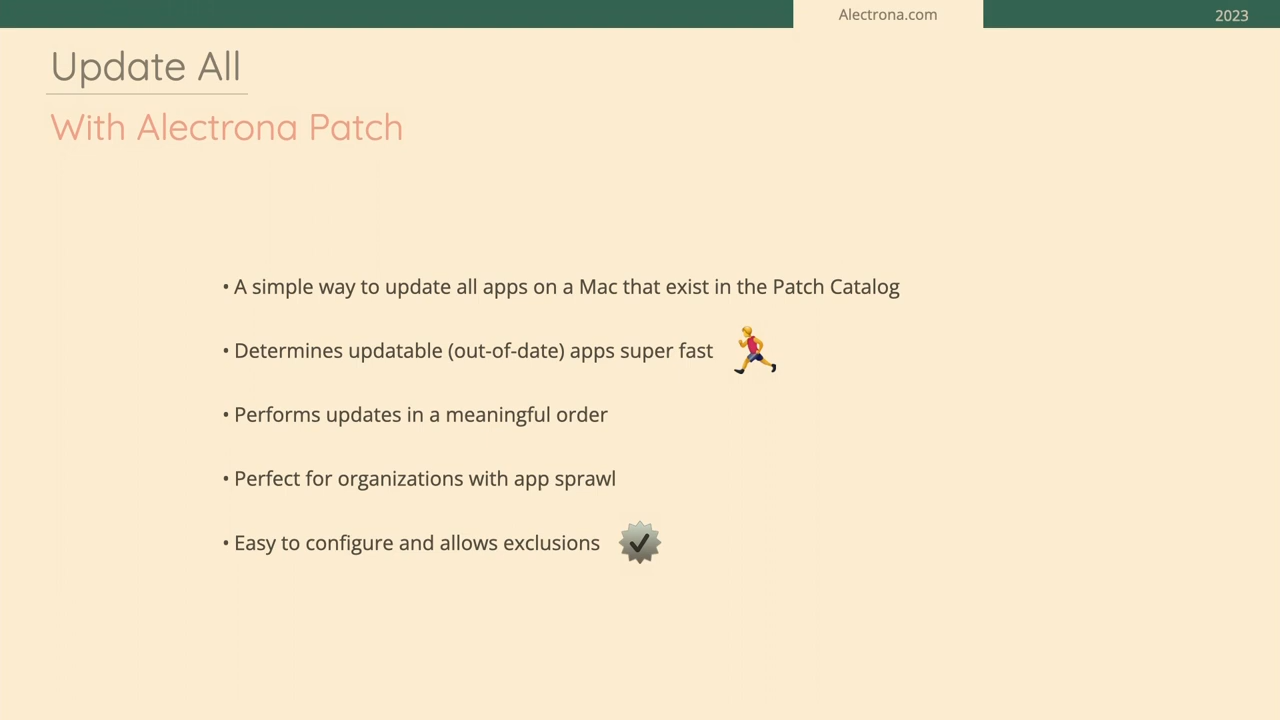 Alectrona.com
2023
Update All
With Alectrona Patch
• A simple way to update all apps on a Mac that exist in the Patch Catalog
• Determines updatable (out-of-date) apps super fast
• Performs updates in a meaningful order
• Perfect for organizations with app sprawl
• Easy to configure and allows exclusions